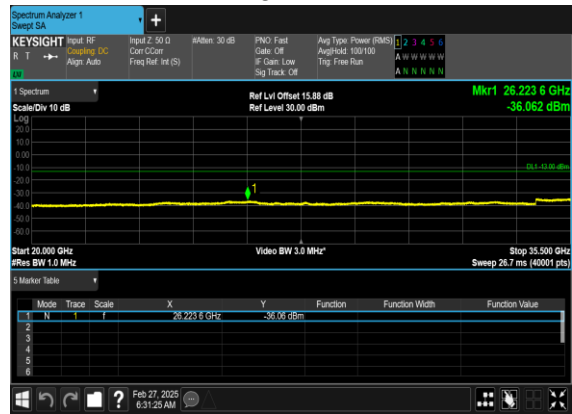 Spectrum Analyzer 1
Swept SA
+
KEYSIGHT Input: RF Input Z: 50 Ω #Atten: 30 dB PNO: Fast Avg Type: Power (RMS) 1 2 3 4 5 6
R T Coupling: DC Corr CCorr Gate: Off Avg|Hold: 100/100 A W W W W W
Align: Auto Freq Ref: Int (S) IF Gain: Low Trig: Free Run
Sig Track: Off A N N N N N
1 Spectrum
Ref Lvl Offset 15.88 dB Mkr1 26.223 6 GHz
Scale/Div 10 dB Ref Level 30.00 dBm -36.062 dBm
Log
20.0
10.0
0.00
-10.0
DL1 -13.00 dBm
-20.0
1
-30.0
-40.0
-50.0
-60.0
Start 20.000 GHz Video BW 3.0 MHz* Stop 35.500 GHz
#Res BW 1.0 MHz Sweep 26.7 ms (40001 pts)
5 Marker Table
Mode Trace Scale X Y Function Function Width Function Value
1 N 1 f 26.223 6 GHz -36.06 dBm
2
3
4
5
6
? Feb 27, 2025
6:31:25 AM